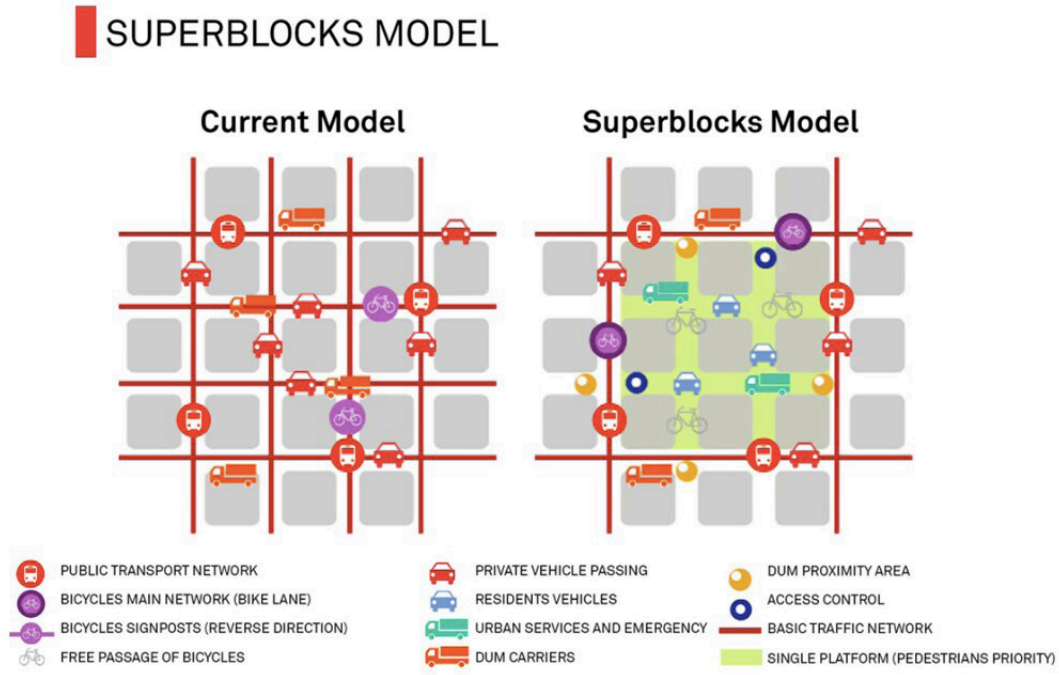 SUPERBLOCKS MODEL
Current Model
Superblocks Model
PUBLIC TRANSPORT NETWORK
BICYCLES MAIN NETWORK (BIKE LANE)
BICYCLES SIGNPOSTS (REVERSE DIRECTION)
FREE PASSAGE OF BICYCLES
PRIVATE VEHICLE PASSING
RESIDENTS VEHICLES
URBAN SERVICES AND EMERGENCY
DUM CARRIERS
DUM PROXIMITY AREA
ACCESS CONTROL
BASIC TRAFFIC NETWORK
SINGLE PLATFORM (PEDESTRIANS PRIORITY)